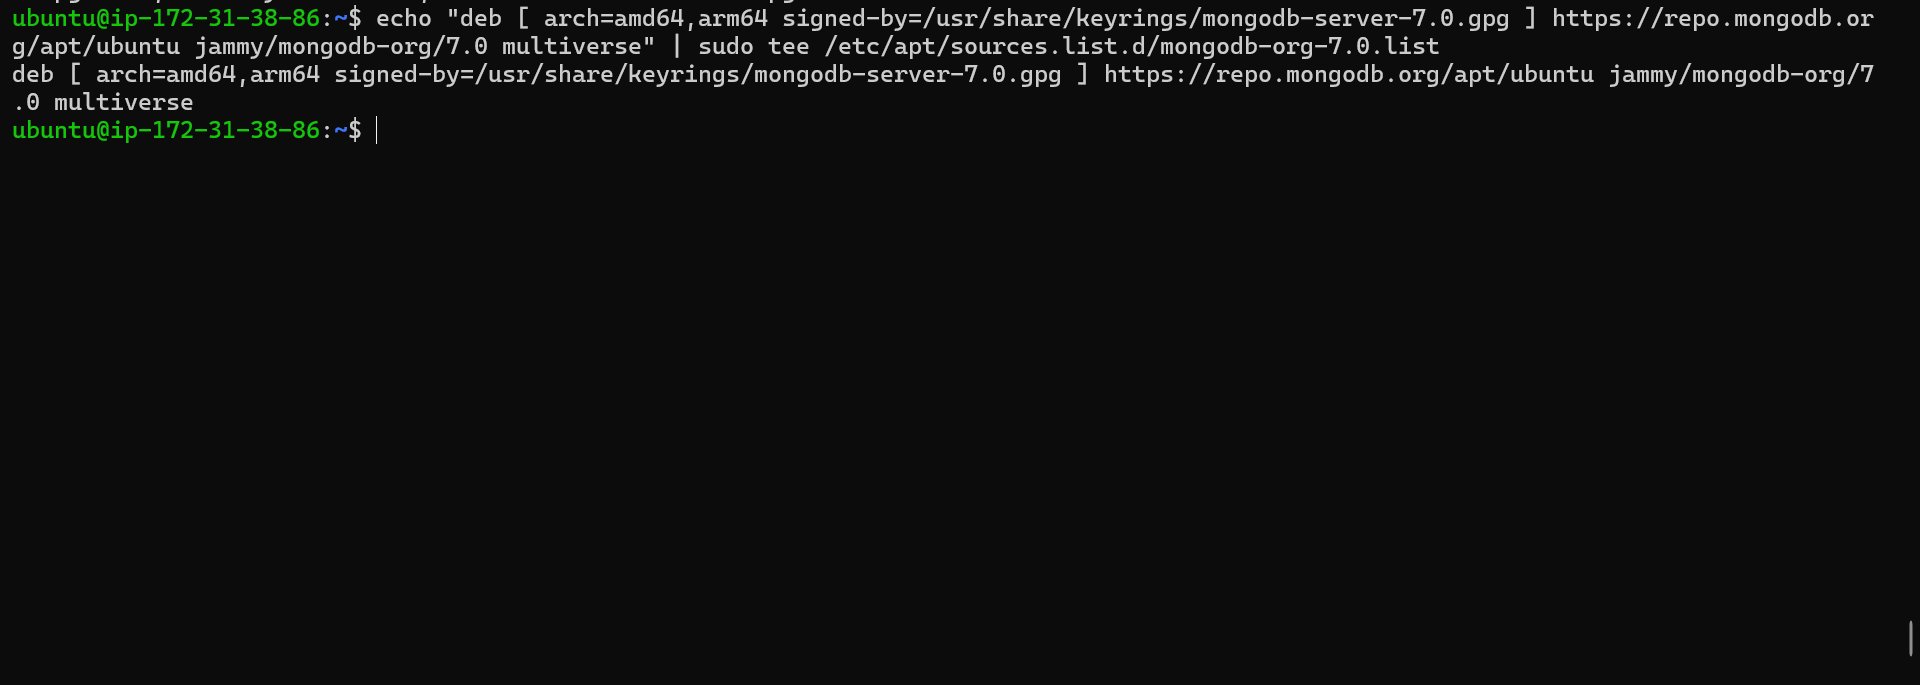 ubuntu@ip-172-31-38-86:~$ echo "deb [ arch=amd64,arm64 signed-by=/usr/share/keyrings/mongodb-server-7.0.gpg ] https://repo.mongodb.or
g/apt/ubuntu jammy/mongodb-org/7.0 multiverse" | sudo tee /etc/apt/sources.list.d/mongodb-org-7.0.list
deb [ arch=amd64,arm64 signed-by=/usr/share/keyrings/mongodb-server-7.0.gpg ] https://repo.mongodb.org/apt/ubuntu jammy/mongodb-org/7
.0 multiverse
ubuntu@ip-172-31-38-86:~$